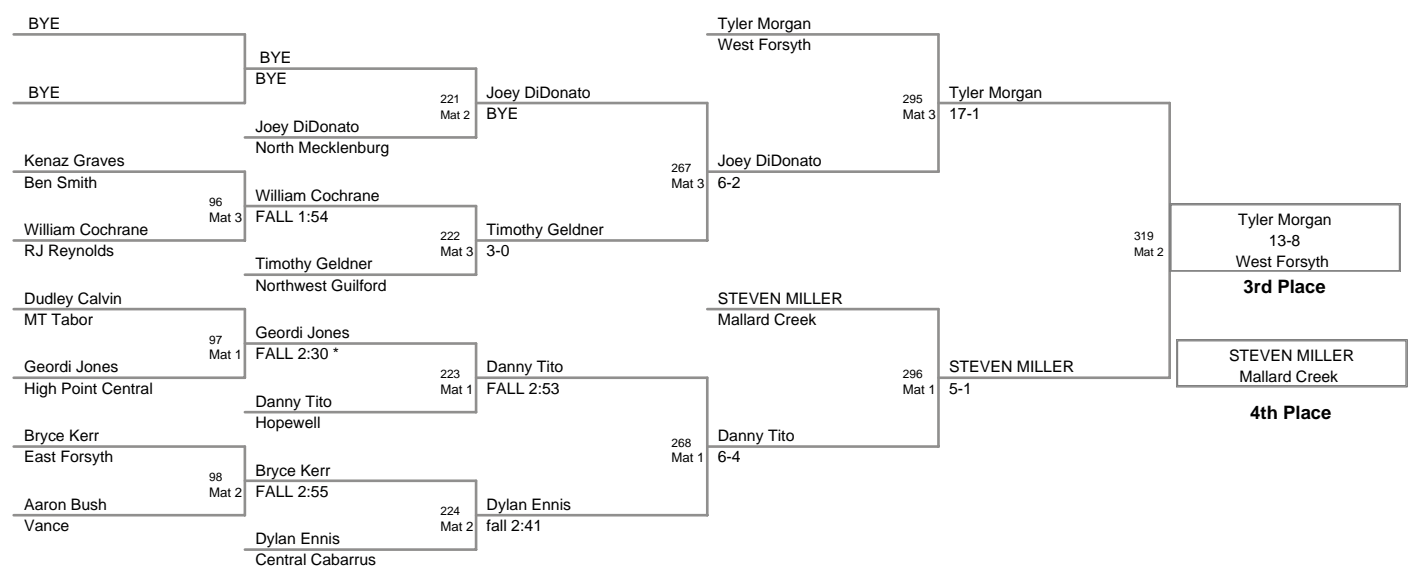 BYE
BYE
BYE
BYE
221
Mat 2
Joey DiDonato
North Mecklenburg
Joey DiDonato
BYE
Kenaz Graves
Ben Smith
96
Mat 3
William Cochrane
RJ Reynolds
William Cochrane
FALL 1:54
222
Mat 3
Timothy Geldner
Northwest Guilford
Timothy Geldner
3-0
267
Mat 3
Tyler Morgan
West Forsyth
295
Mat 3
Joey DiDonato
6-2
Tyler Morgan
17-1
Dudley Calvin
MT Tabor
97
Mat 1
Geordi Jones
High Point Central
Geordi Jones
FALL 2:30 *
223
Mat 1
Danny Tito
Hopewell
Danny Tito
FALL 2:53
Bryce Kerr
East Forsyth
98
Mat 2
Aaron Bush
Vance
Bryce Kerr
FALL 2:55
224
Mat 2
Dylan Ennis
Central Cabarrus
Dylan Ennis
fall 2:41
268
Mat 1
STEVEN MILLER
Mallard Creek
296
Mat 1
Danny Tito
6-4
STEVEN MILLER
5-1
319
Mat 2
Tyler Morgan
13-8
West Forsyth
3rd Place
STEVEN MILLER
Mallard Creek
4th Place